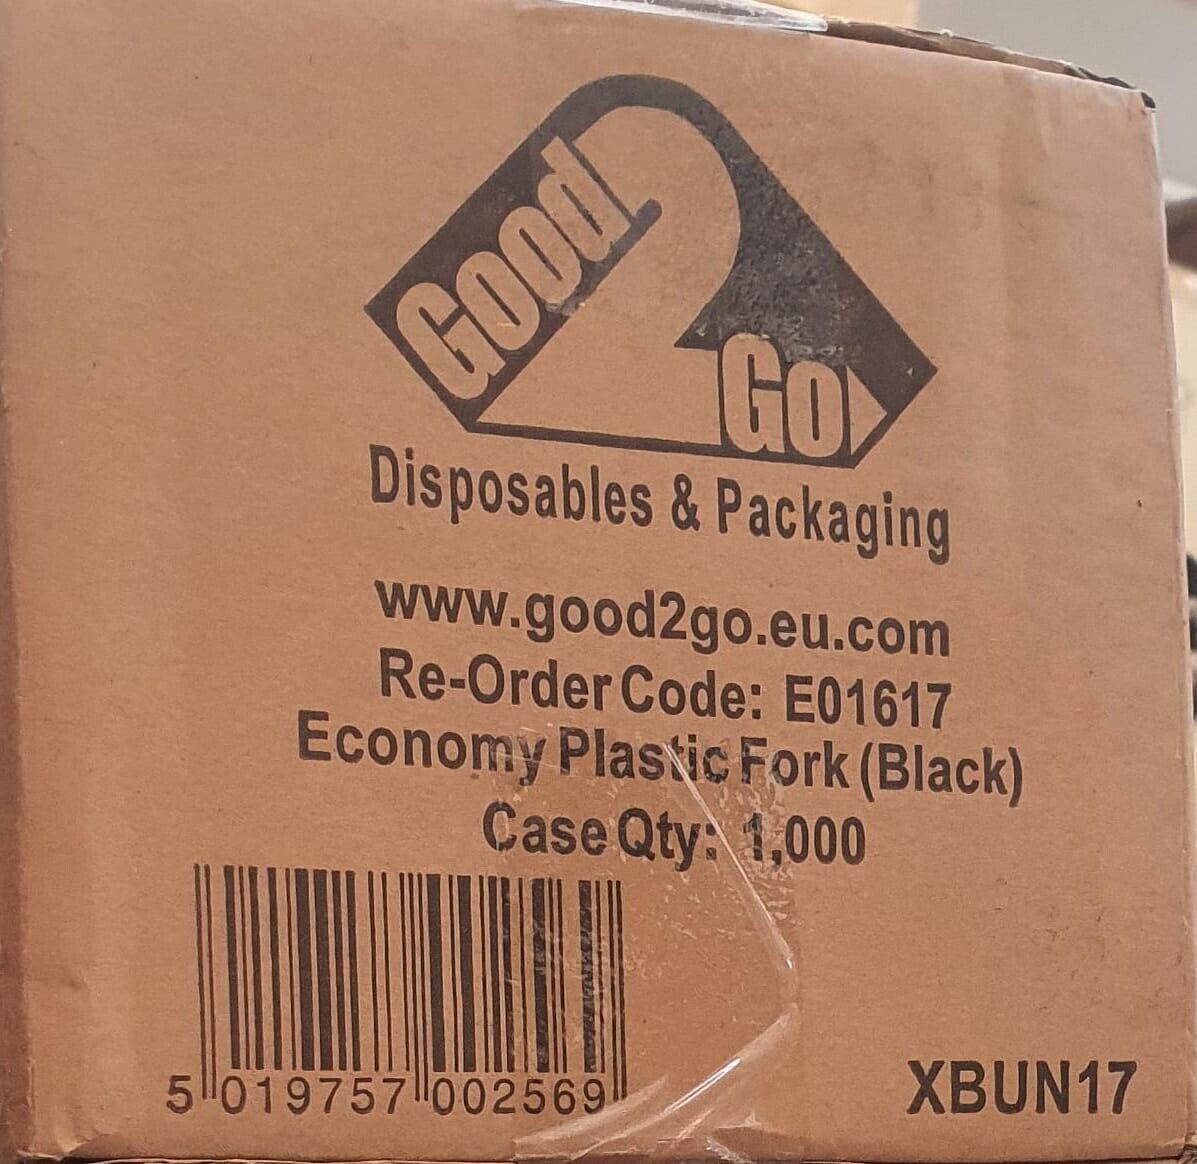 Good
2
Go
Disposables & Packaging
www.good2go.eu.com
Re-Order Code: E01617
Economy Plastic Fork (Black)
Case Qty: 1,000
5 019757 002569
XBUN17